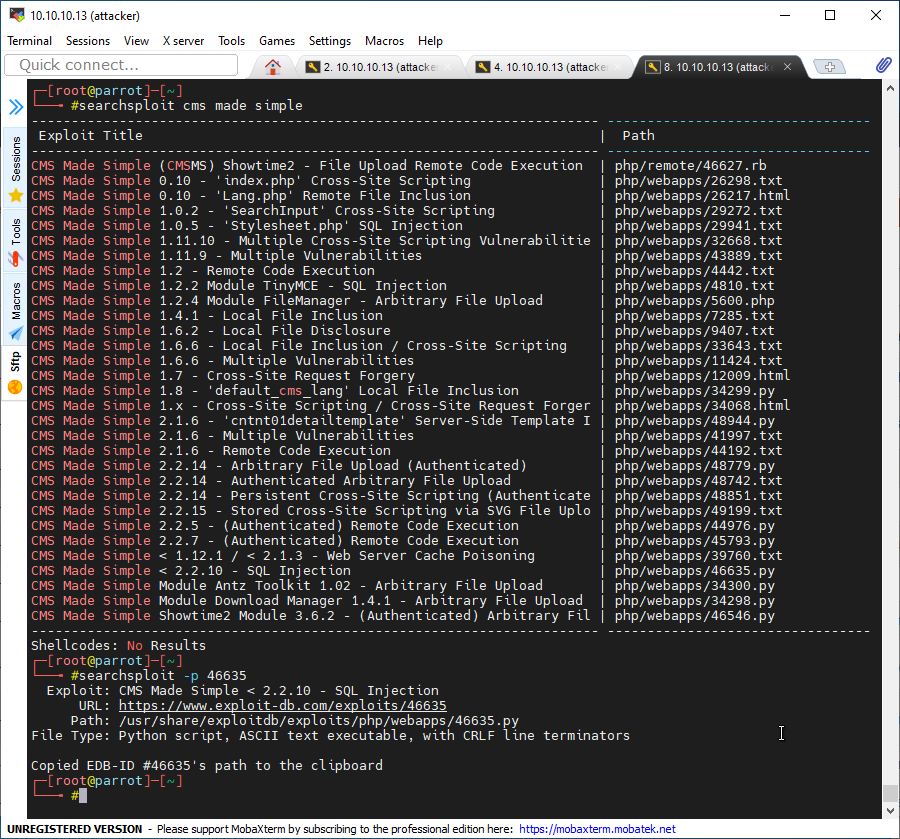 10.10.10.13 (attacker)
Terminal Sessions View X server Tools Games Settings Macros Help
Quick connect...
2. 10.10.10.13 (attacke
4. 10.10.10.13 (attacke
8. 10.10.10.13 (attacke
Sessions
Tools
Macros
Sftp
┌─[root@parrot]─[~]
└──╼ #searchsploit cms made simple
---------------------------------------------------------------------- ---------------------------------
Exploit Title | Path
---------------------------------------------------------------------- ---------------------------------
CMS Made Simple (CMSMS) Showtime2 - File Upload Remote Code Execution | php/remote/46627.rb
CMS Made Simple 0.10 - 'index.php' Cross-Site Scripting | php/webapps/26298.txt
CMS Made Simple 0.10 - 'Lang.php' Remote File Inclusion | php/webapps/26217.html
CMS Made Simple 1.0.2 - 'SearchInput' Cross-Site Scripting | php/webapps/29272.txt
CMS Made Simple 1.0.5 - 'Stylesheet.php' SQL Injection | php/webapps/29941.txt
CMS Made Simple 1.11.10 - Multiple Cross-Site Scripting Vulnerabilitie | php/webapps/32668.txt
CMS Made Simple 1.11.9 - Multiple Vulnerabilities | php/webapps/43889.txt
CMS Made Simple 1.2 - Remote Code Execution | php/webapps/4442.txt
CMS Made Simple 1.2.2 Module TinyMCE - SQL Injection | php/webapps/4810.txt
CMS Made Simple 1.2.4 Module FileManager - Arbitrary File Upload | php/webapps/5600.php
CMS Made Simple 1.4.1 - Local File Inclusion | php/webapps/7285.txt
CMS Made Simple 1.6.2 - Local File Disclosure | php/webapps/9407.txt
CMS Made Simple 1.6.6 - Local File Inclusion / Cross-Site Scripting | php/webapps/33643.txt
CMS Made Simple 1.6.6 - Multiple Vulnerabilities | php/webapps/11424.txt
CMS Made Simple 1.7 - Cross-Site Request Forgery | php/webapps/12009.html
CMS Made Simple 1.8 - 'default_cms_lang' Local File Inclusion | php/webapps/34299.py
CMS Made Simple 1.x - Cross-Site Scripting / Cross-Site Request Forger | php/webapps/34068.html
CMS Made Simple 2.1.6 - 'cntnt01detailtemplate' Server-Side Template I | php/webapps/48944.py
CMS Made Simple 2.1.6 - Multiple Vulnerabilities | php/webapps/41997.txt
CMS Made Simple 2.1.6 - Remote Code Execution | php/webapps/44192.txt
CMS Made Simple 2.2.14 - Arbitrary File Upload (Authenticated) | php/webapps/48779.py
CMS Made Simple 2.2.14 - Authenticated Arbitrary File Upload | php/webapps/48742.txt
CMS Made Simple 2.2.14 - Persistent Cross-Site Scripting (Authenticate | php/webapps/48851.txt
CMS Made Simple 2.2.15 - Stored Cross-Site Scripting via SVG File Uplo | php/webapps/49199.txt
CMS Made Simple 2.2.5 - (Authenticated) Remote Code Execution | php/webapps/44976.py
CMS Made Simple 2.2.7 - (Authenticated) Remote Code Execution | php/webapps/45793.py
CMS Made Simple < 1.12.1 / < 2.1.3 - Web Server Cache Poisoning | php/webapps/39760.txt
CMS Made Simple < 2.2.10 - SQL Injection | php/webapps/46635.py
CMS Made Simple Module Antz Toolkit 1.02 - Arbitrary File Upload | php/webapps/34300.py
CMS Made Simple Module Download Manager 1.4.1 - Arbitrary File Upload | php/webapps/34298.py
CMS Made Simple Showtime2 Module 3.6.2 - (Authenticated) Arbitrary Fil | php/webapps/46546.py
---------------------------------------------------------------------- ---------------------------------
Shellcodes: No Results
┌─[root@parrot]─[~]
└──╼ #searchsploit -p 46635
Exploit: CMS Made Simple < 2.2.10 - SQL Injection
URL: https://www.exploit-db.com/exploits/46635
Path: /usr/share/exploitdb/exploits/php/webapps/46635.py
File Type: Python script, ASCII text executable, with CRLF line terminators
Copied EDB-ID #46635's path to the clipboard
┌─[root@parrot]─[~]
└──╼ #
UNREGISTERED VERSION - Please support MobaXterm by subscribing to the professional edition here: https://mobaxterm.mobatek.net